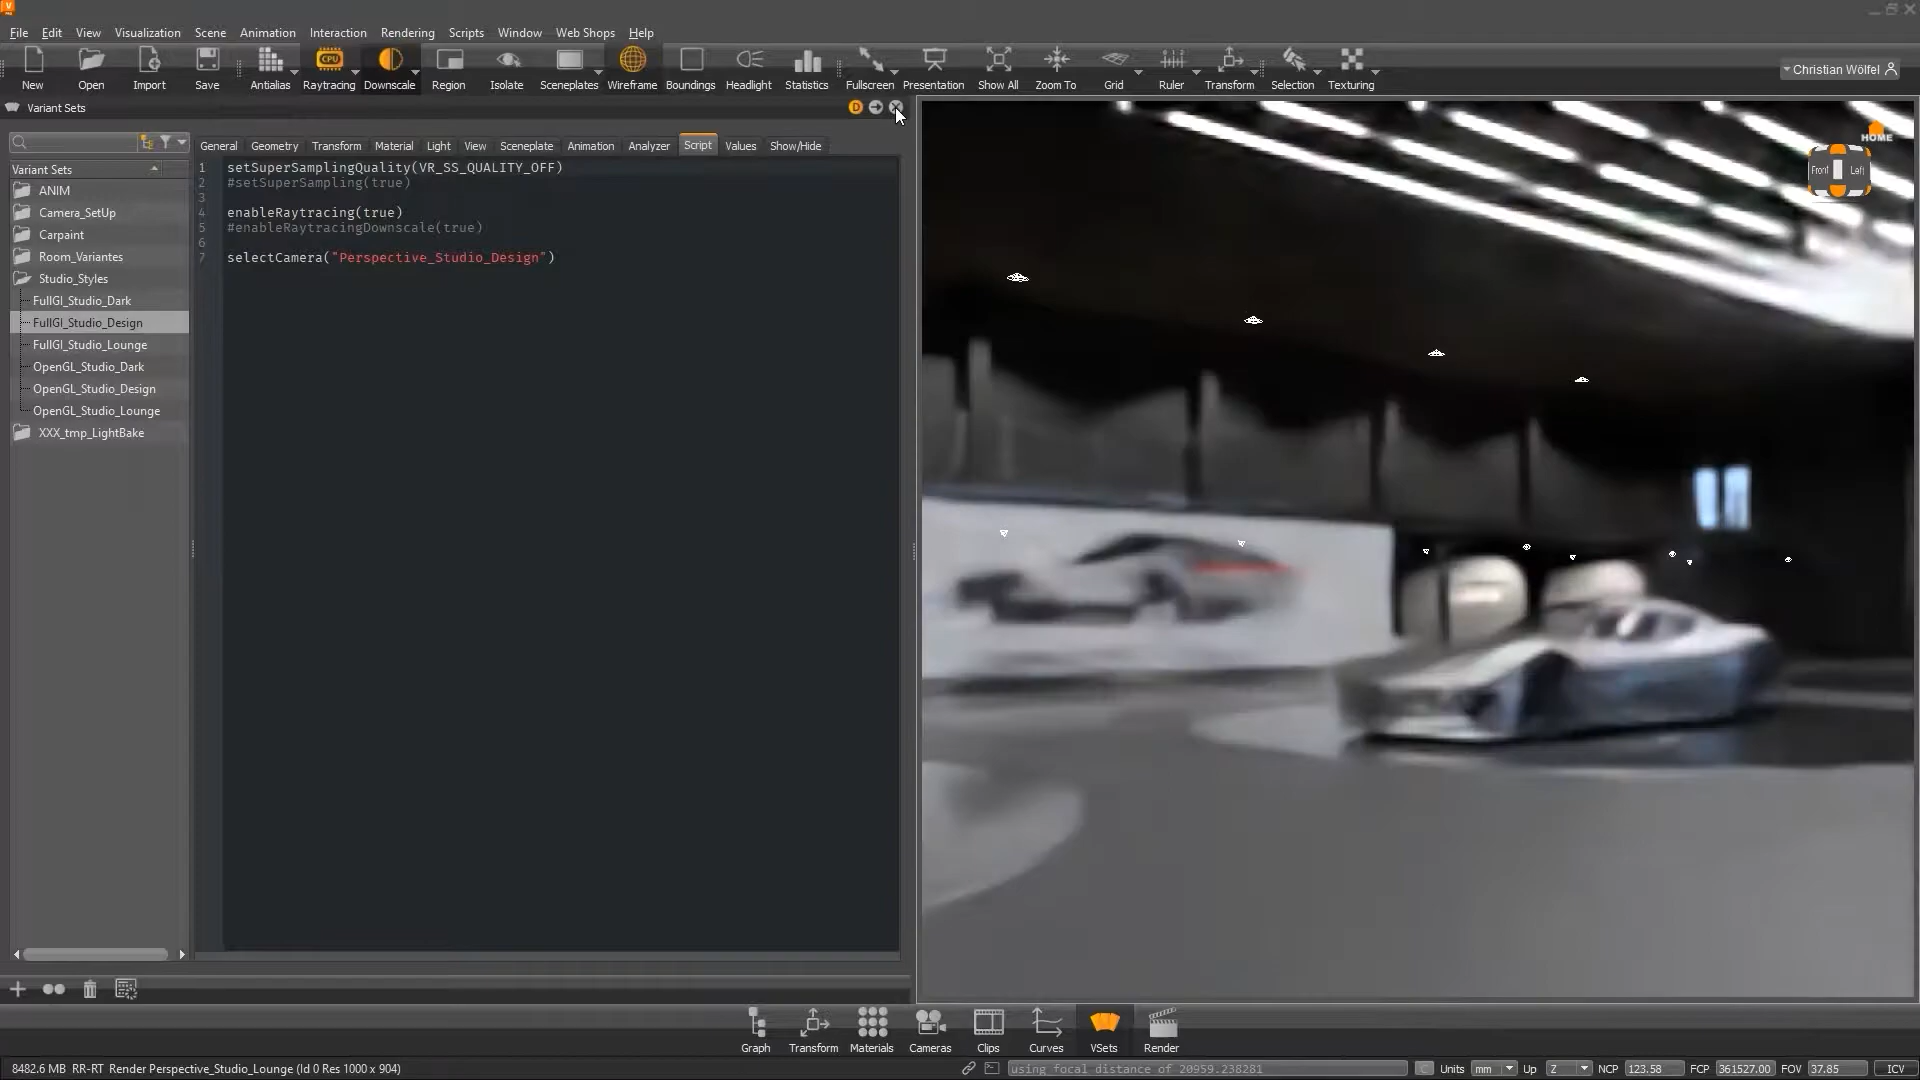 File Edit View Visualization Scene Animation Interaction Rendering Scripts Window Web Shops Help
New Open Import Save Antialias Raytracing Downscale Region Isolate Sceneplates Wireframe Boundings Headlight Statistics Fullscreen Presentation Show All Zoom To Grid Ruler Transform Selection Texturing
CPU
Christian Wölfel
Variant Sets
D
General Geometry Transform Material Light View Sceneplate Animation Analyzer Script Values Show/Hide
Variant Sets
ANIM
Camera_SetUp
Carpaint
Room_Variantes
Studio_Styles
FullGI_Studio_Dark
FullGI_Studio_Design
FullGI_Studio_Lounge
OpenGL_Studio_Dark
OpenGL_Studio_Design
OpenGL_Studio_Lounge
XXX_tmp_LightBake
1 setSuperSamplingQuality(VR_SS_QUALITY_OFF)
2 #setSuperSampling(true)
3
4 enableRaytracing(true)
5 #enableRaytracingDownscale(true)
6
7 selectCamera("Perspective_Studio_Design")
HOME
Front Left
Graph Transform Materials Cameras Clips Curves VSets Render
8482.6 MB RR-RT Render Perspective_Studio_Lounge (Id 0 Res 1000 x 904)
using focal distance of 20959.238281
C Units mm Up Z NCP 123.58 FCP 361527.00 FOV 37.85 ICV